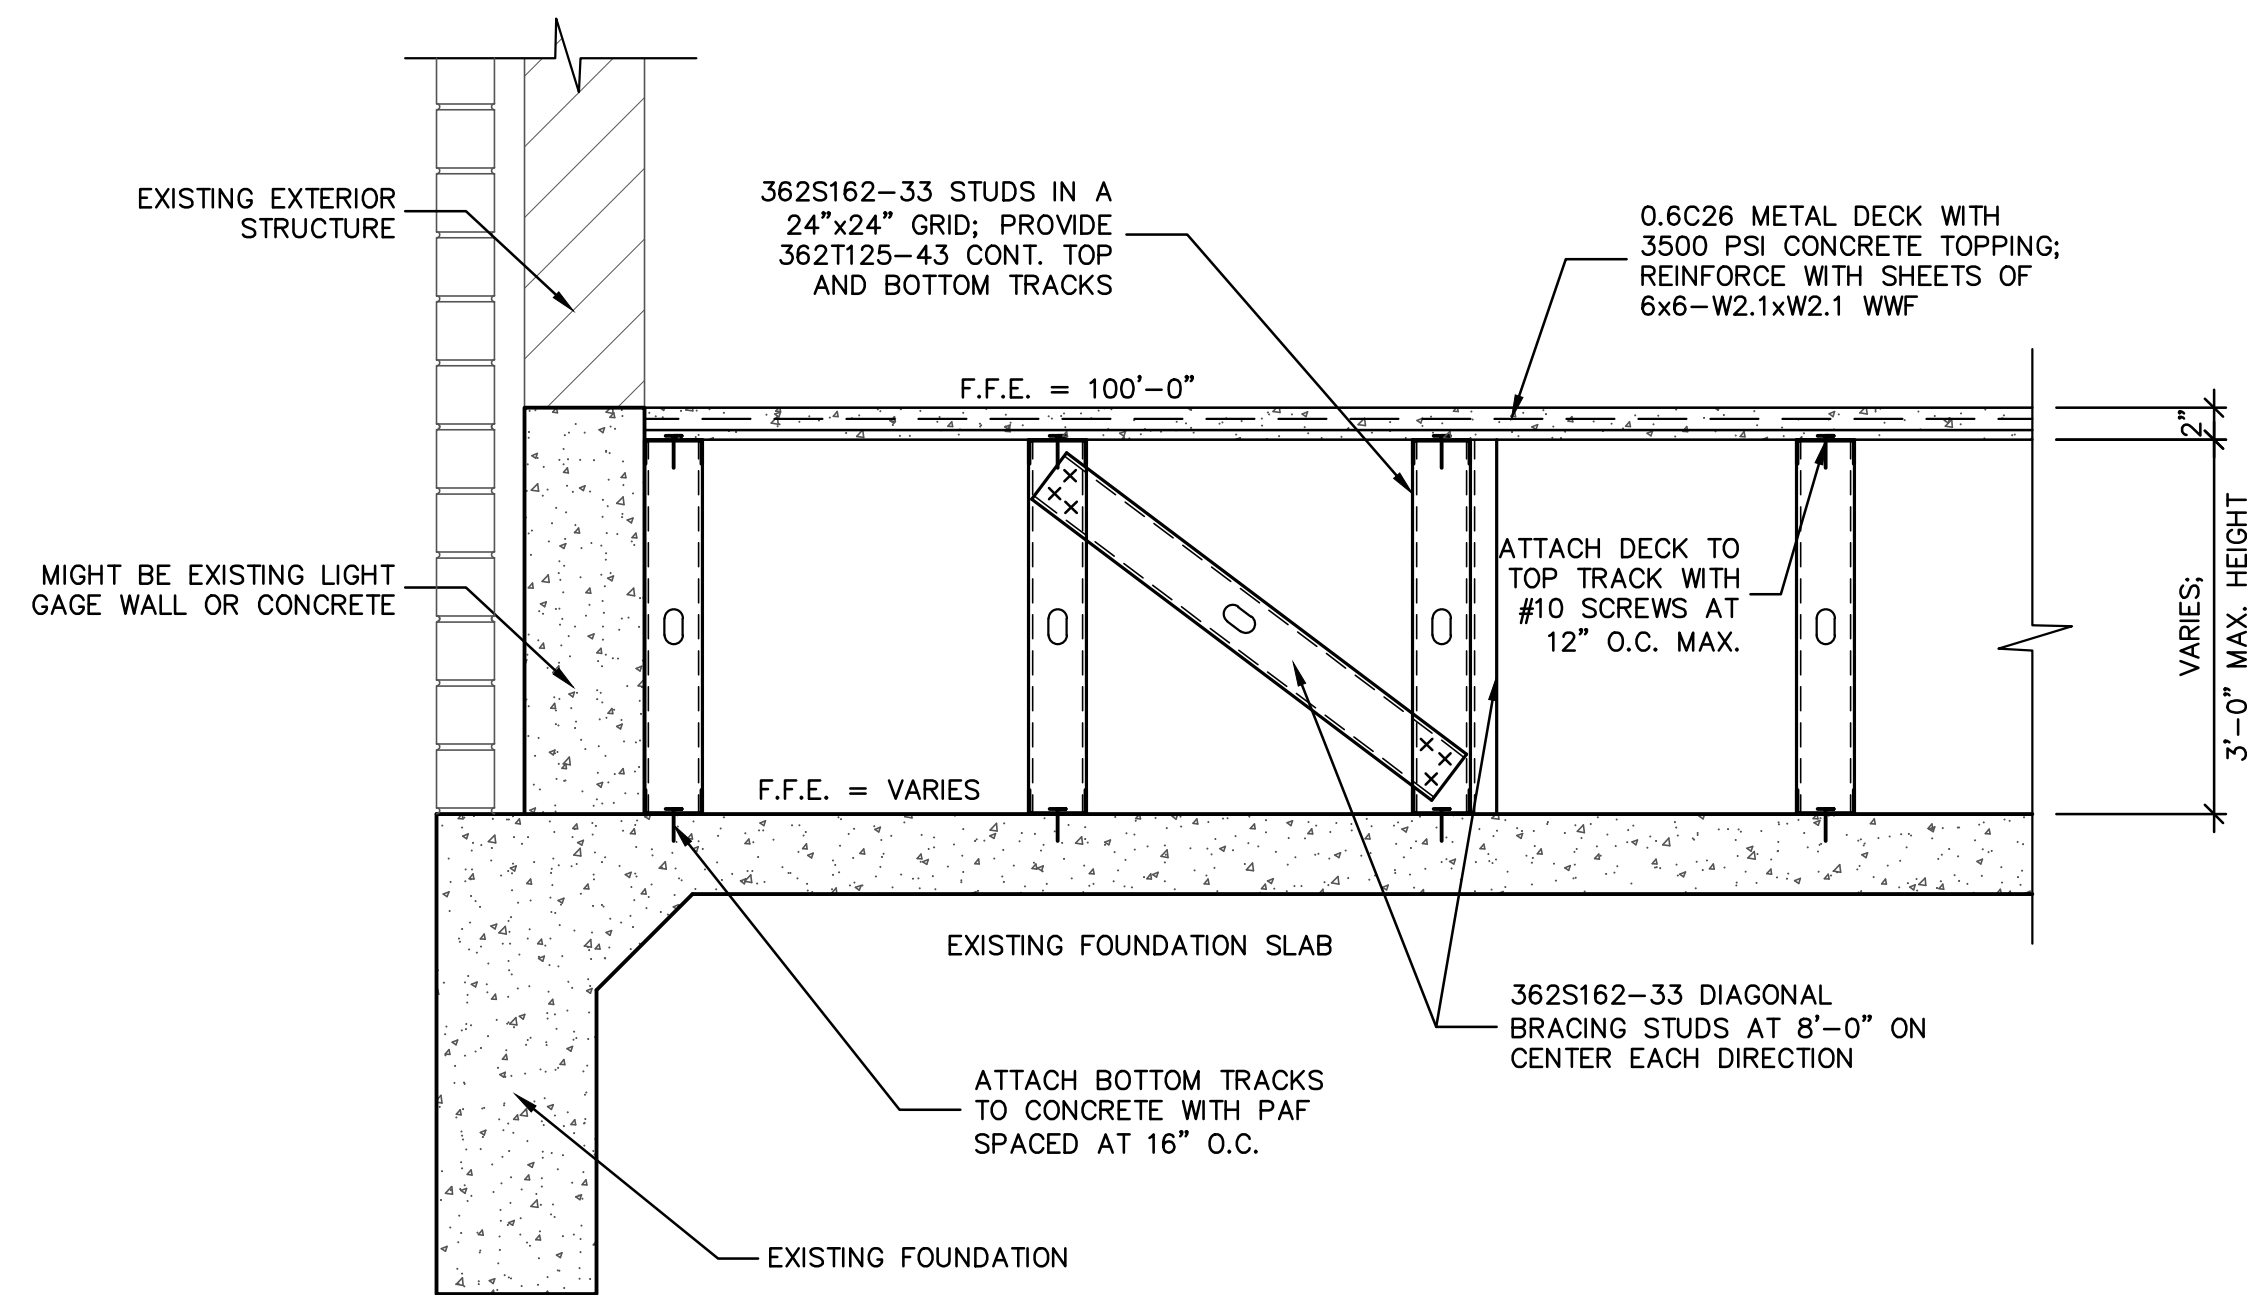 EXISTING EXTERIOR
STRUCTURE
362S162-33 STUDS IN A
24"x24" GRID; PROVIDE
362T125-43 CONT. TOP
AND BOTTOM TRACKS
0.6C26 METAL DECK WITH
3500 PSI CONCRETE TOPPING;
REINFORCE WITH SHEETS OF
6x6-W2.1xW2.1 WWF
F.F.E. = 100'-0"
2"
MIGHT BE EXISTING LIGHT
GAGE WALL OR CONCRETE
ATTACH DECK TO
TOP TRACK WITH
#10 SCREWS AT
12" O.C. MAX.
VARIES;
3'-0" MAX. HEIGHT
F.F.E. = VARIES
EXISTING FOUNDATION SLAB
362S162-33 DIAGONAL
BRACING STUDS AT 8'-0" ON
CENTER EACH DIRECTION
ATTACH BOTTOM TRACKS
TO CONCRETE WITH PAF
SPACED AT 16" O.C.
EXISTING FOUNDATION